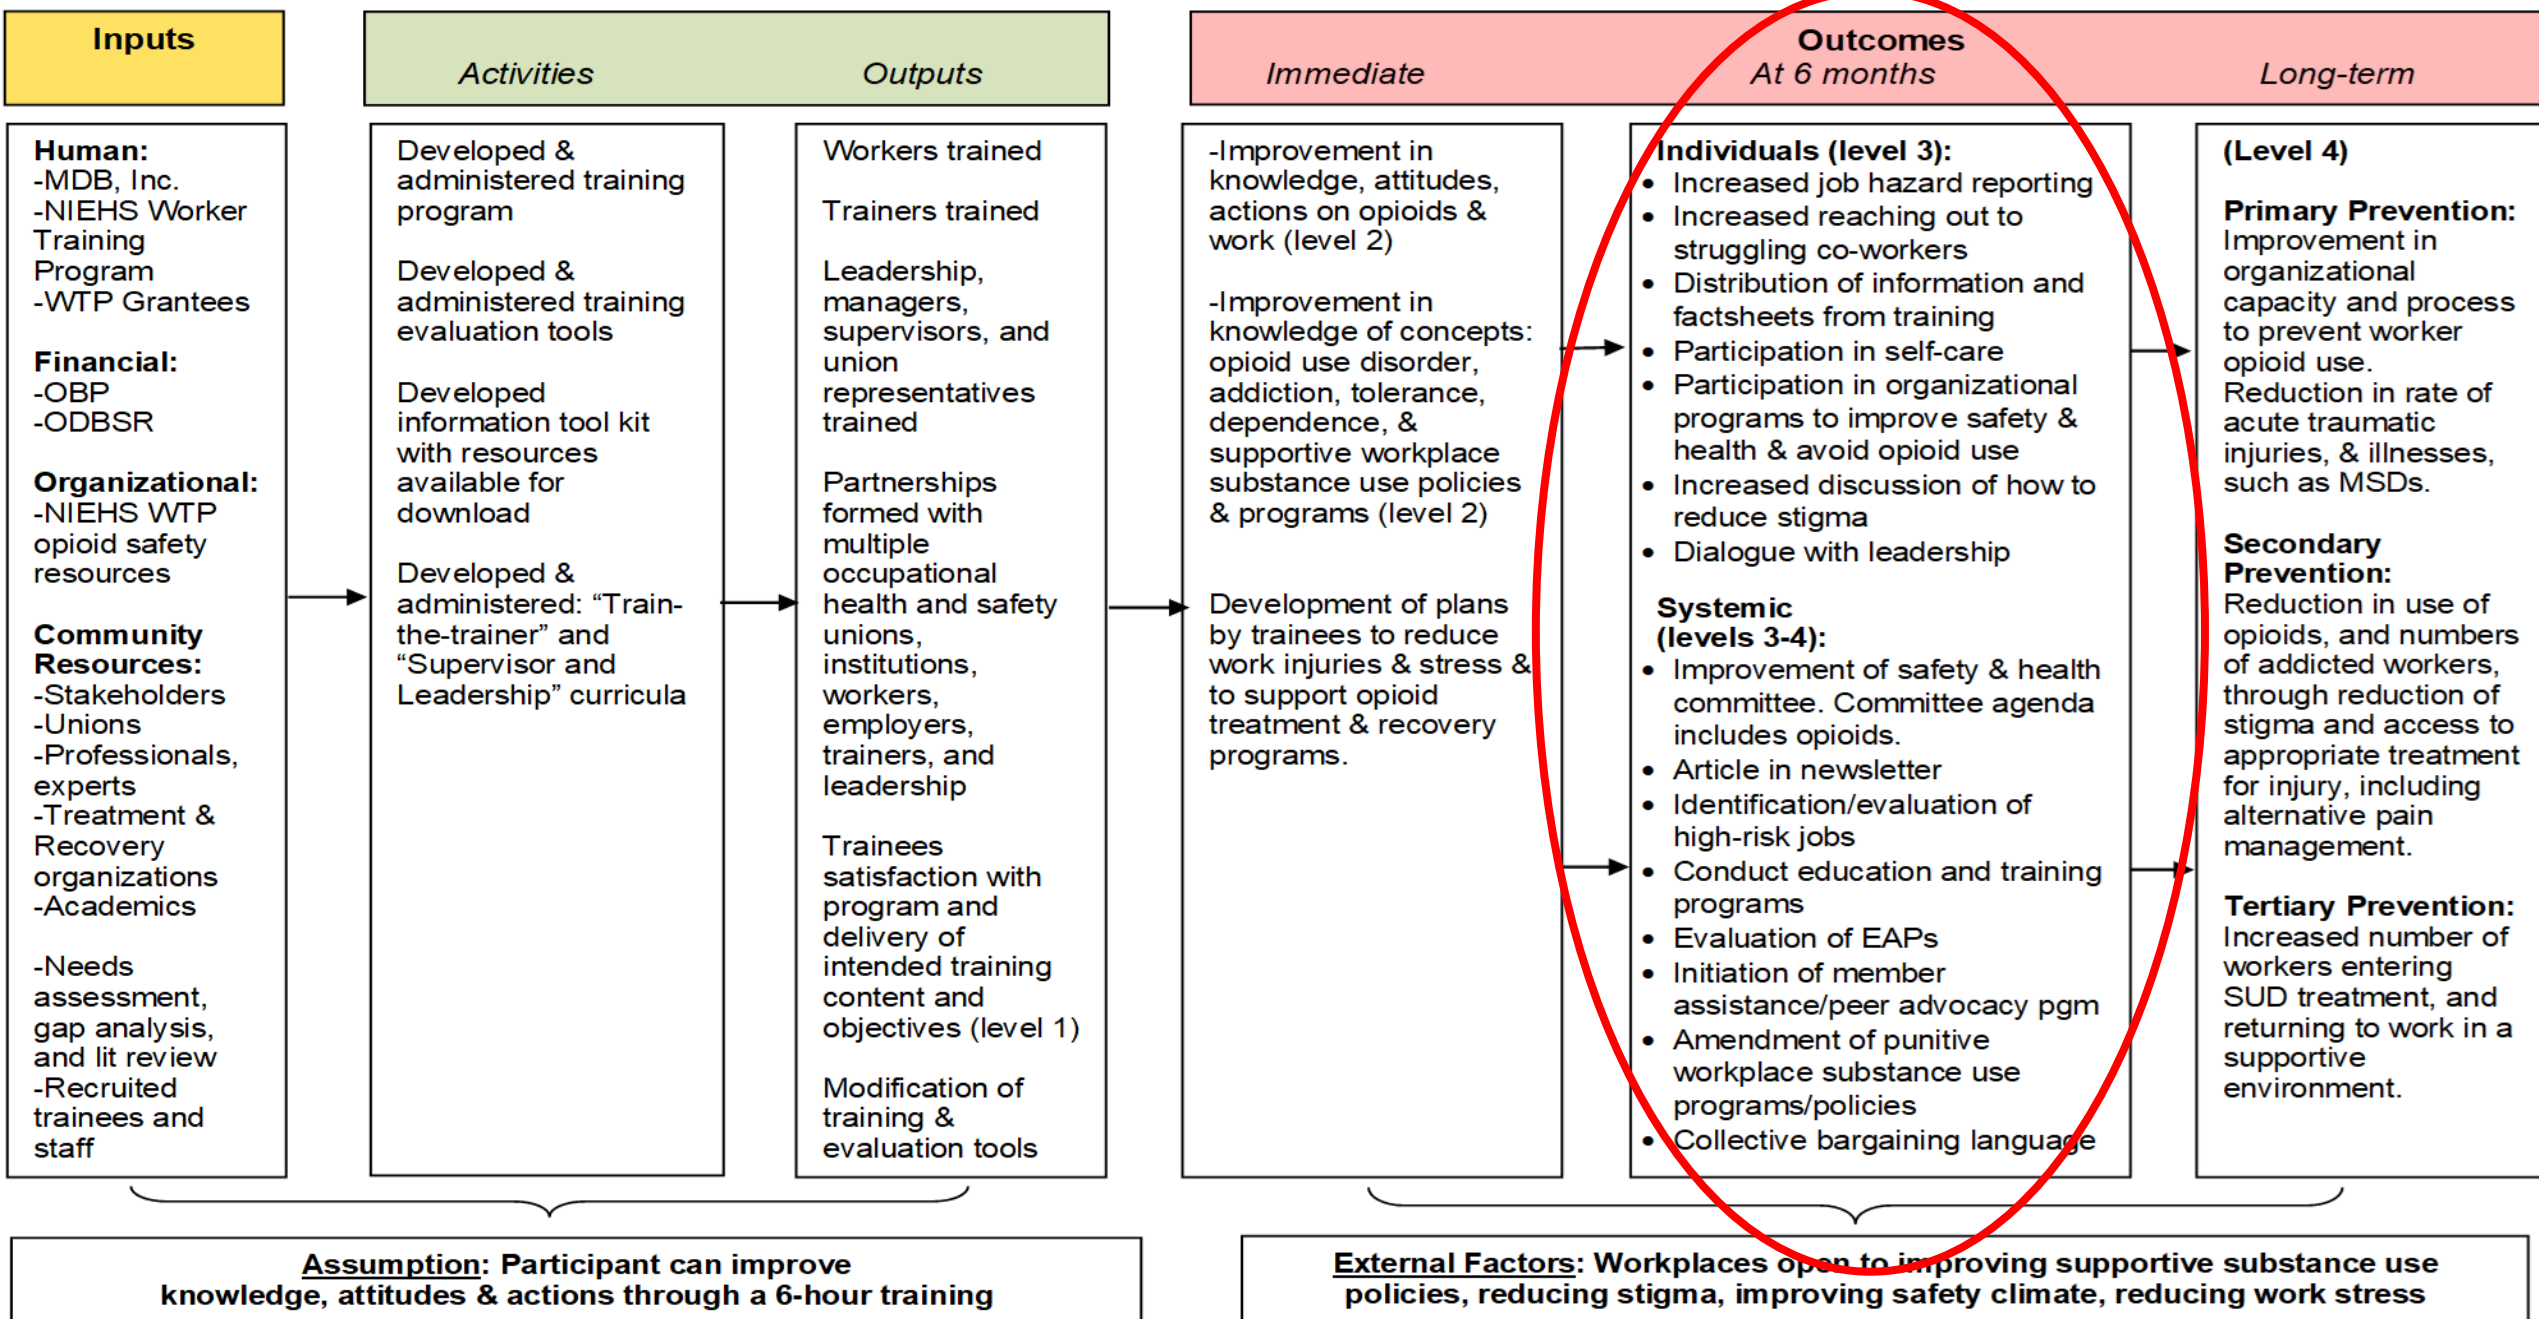 Inputs
Activities
Outputs
Outcomes
Immediate
At 6 months
Long-term
Human:
-MDB, Inc.
-NIEHS Worker
Training
Program
-WTP Grantees
Financial:
-OBP
-ODBSR
Organizational:
-NIEHS WTP
opioid safety
resources
Community
Resources:
-Stakeholders
-Unions
-Professionals,
experts
-Treatment &
Recovery
organizations
-Academics
-Needs
assessment,
gap analysis,
and lit review
-Recruited
trainees and
staff
Developed &
administered training
program
Developed &
administered training
evaluation tools
Developed
information tool kit
with resources
available for
download
Developed &
administered: “Train-
the-trainer” and
“Supervisor and
Leadership” curricula
Workers trained
Trainers trained
Leadership,
managers,
supervisors, and
union
representatives
trained
Partnerships
formed with
multiple
occupational
health and safety
unions,
institutions,
workers,
employers,
trainers, and
leadership
Trainees
satisfaction with
program and
delivery of
intended training
content and
objectives (level 1)
Modification of
training &
evaluation tools
-Improvement in
knowledge, attitudes,
actions on opioids &
work (level 2)
-Improvement in
knowledge of concepts:
opioid use disorder,
addiction, tolerance,
dependence, &
supportive workplace
substance use policies
& programs (level 2)
Development of plans
by trainees to reduce
work injuries & stress &
to support opioid
treatment & recovery
programs.
Individuals (level 3):
• Increased job hazard reporting
• Increased reaching out to
struggling co-workers
• Distribution of information and
factsheets from training
• Participation in self-care
• Participation in organizational
programs to improve safety &
health & avoid opioid use
• Increased discussion of how to
reduce stigma
• Dialogue with leadership
Systemic
(levels 3-4):
• Improvement of safety & health
committee. Committee agenda
includes opioids.
• Article in newsletter
• Identification/evaluation of
high-risk jobs
• Conduct education and training
programs
• Evaluation of EAPs
• Initiation of member
assistance/peer advocacy pgm
• Amendment of punitive
workplace substance use
programs/policies
• Collective bargaining language
(Level 4)
Primary Prevention:
Improvement in
organizational
capacity and process
to prevent worker
opioid use.
Reduction in rate of
acute traumatic
injuries, & illnesses,
such as MSDs.
Secondary
Prevention:
Reduction in use of
opioids, and numbers
of addicted workers,
through reduction of
stigma and access to
appropriate treatment
for injury, including
alternative pain
management.
Tertiary Prevention:
Increased number of
workers entering
SUD treatment, and
returning to work in a
supportive
environment.
Assumption: Participant can improve
knowledge, attitudes & actions through a 6-hour training
External Factors: Workplaces open to improving supportive substance use
policies, reducing stigma, improving safety climate, reducing work stress